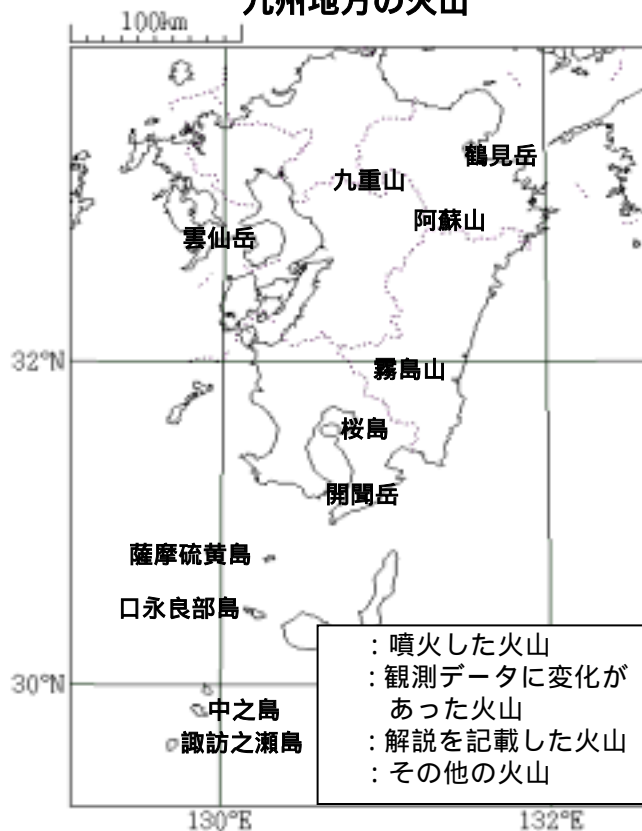 九州地方の火山
100km
鶴見岳
九重山
阿蘇山
雲仙岳
32°N
霧島山
桜島
開聞岳
薩摩硫黄島
口永良部島
：噴火した火山
：観測データに変化が
あった火山
：解説を記載した火山
：その他の火山
30°N
中之島
諏訪之瀬島
130°E
132°E